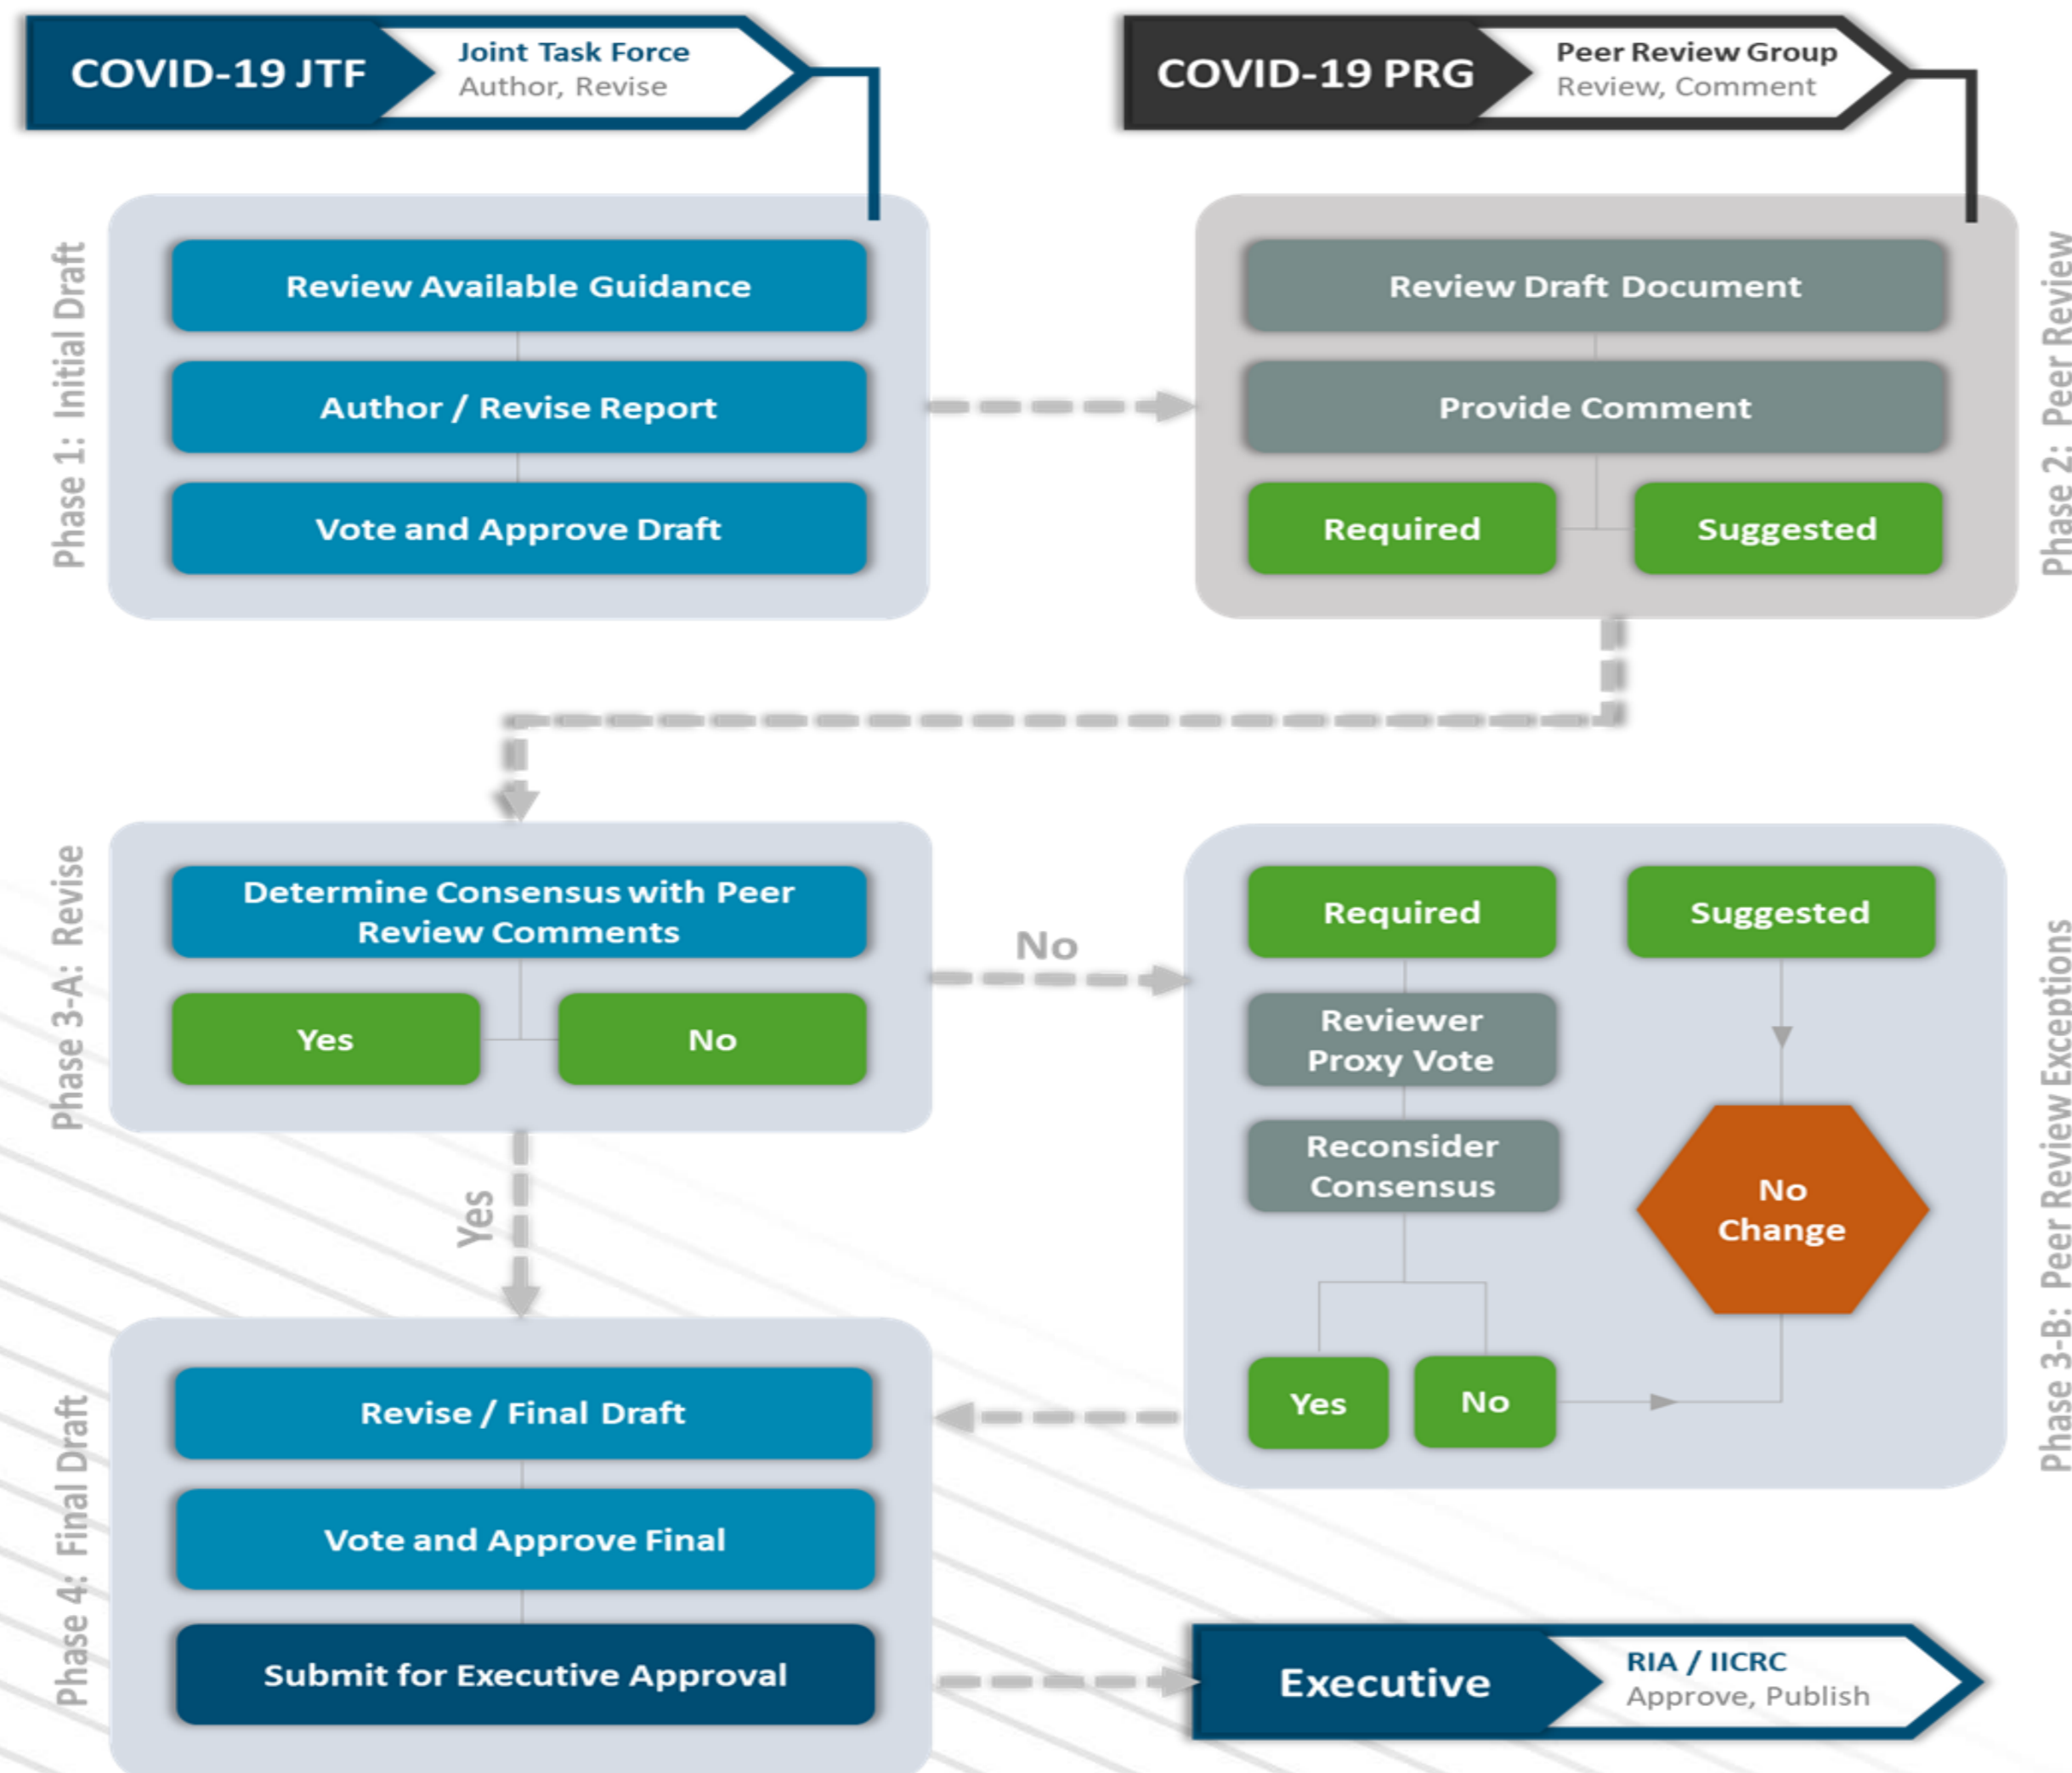 COVID-19 JTF
Joint Task Force
Author, Revise
COVID-19 PRG
Peer Review Group
Review, Comment
Phase 1: Initial Draft
Review Available Guidance
Author / Revise Report
Vote and Approve Draft
Phase 2: Peer Review
Review Draft Document
Provide Comment
Required
Suggested
Phase 3-A: Revise
Determine Consensus with Peer
Review Comments
Yes
No
No
Yes
Phase 3-B: Peer Review Exceptions
Required
Suggested
Reviewer
Proxy Vote
Reconsider
Consensus
No
Change
Yes
No
Phase 4: Final Draft
Revise / Final Draft
Vote and Approve Final
Submit for Executive Approval
Executive
RIA / IICRC
Approve, Publish